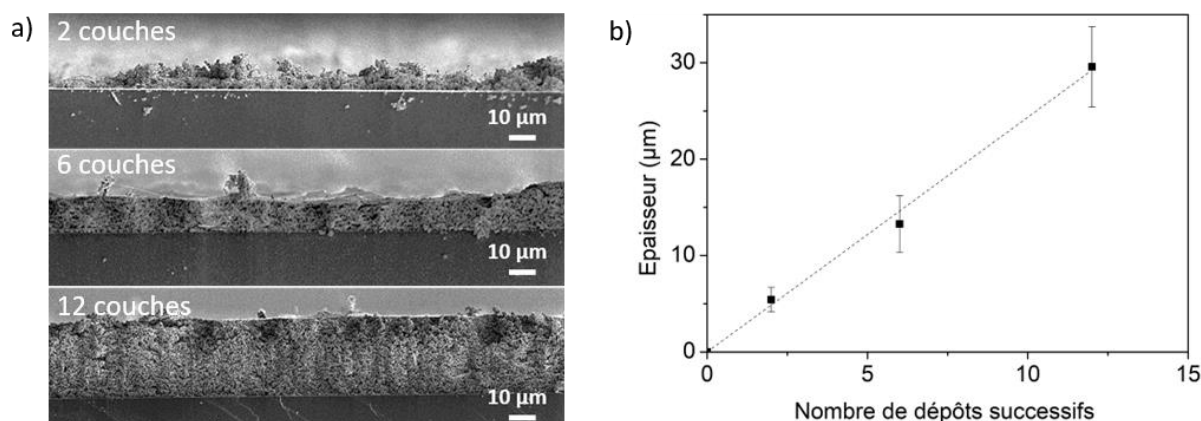 a)
2 couches
10 µm
6 couches
10 µm
12 couches
10 µm
b)
Epaisseur (µm)
30
20
10
0
0
5
10
15
Nombre de dépôts successifs